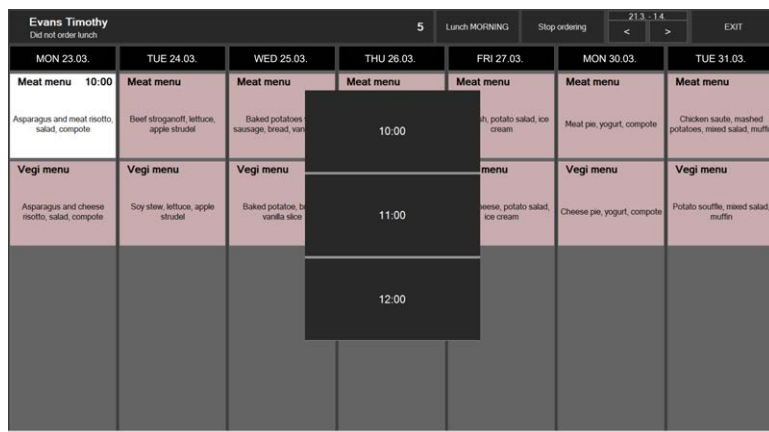 Evans Timothy
Did not order lunch
5
Lunch MORNING
Stop ordering
21.3. - 1.4.
<
>
EXIT
MON 23.03.
TUE 24.03.
WED 25.03.
THU 26.03.
FRI 27.03.
MON 30.03.
TUE 31.03.
Meat menu 10:00
Asparagus and meat risotto,
salad, compote
Meat menu
Beef stroganoff, lettuce,
apple strudel
Meat menu
Baked potatoes
sausage, bread,
Meat menu
Meat menu
potato salad, ice
cream
Meat menu
Meat pie, yogurt, compote
Meat menu
Chicken saute, mashed
potatoes, mixed salad,
10:00
11:00
12:00
Vegi menu
Asparagus and cheese
risotto, salad, compote
Vegi menu
Soy stew, lettuce, apple
strudel
Vegi menu
Baked potatoe,
vanilla slice
menu
potato salad,
ice cream
Vegi menu
Cheese pie, yogurt, compote
Vegi menu
Potato souffle, mixed salad,
muffin